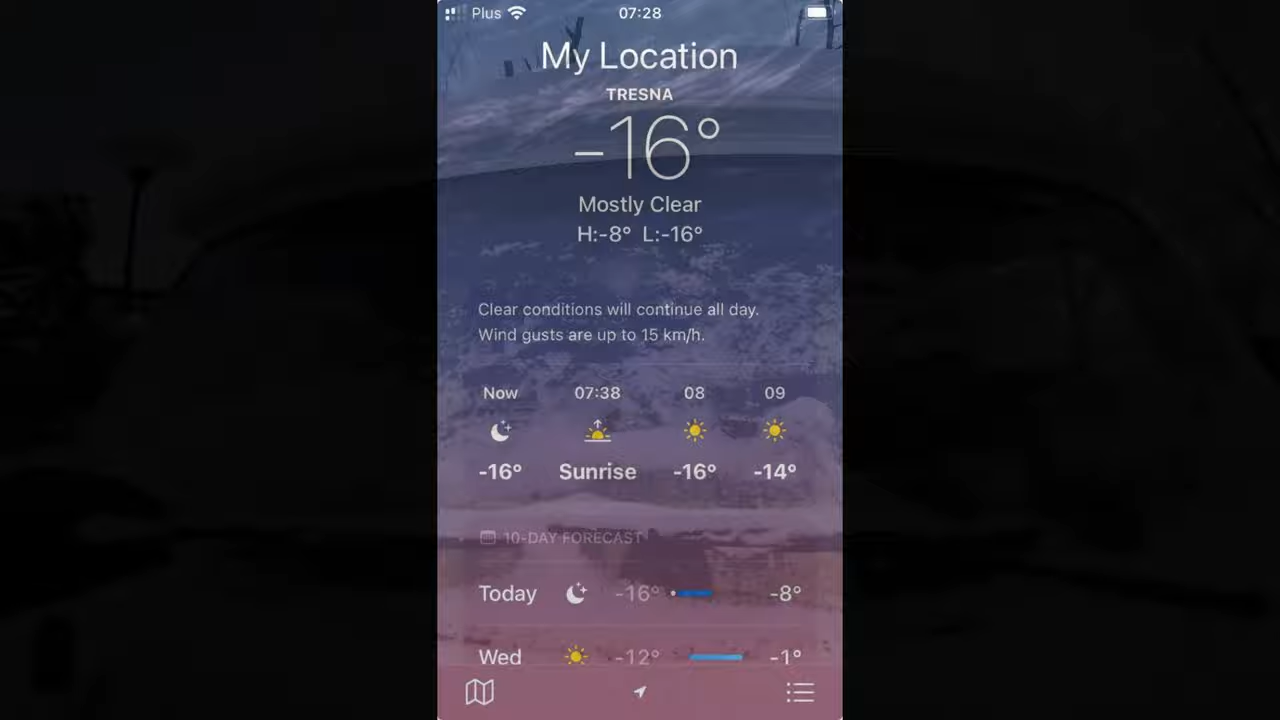 Plus 07:28
My Location
TRESNA
-16°
Mostly Clear
H:-8° L:-16°
Clear conditions will continue all day.
Wind gusts are up to 15 km/h.
Now 07:38 08 09
-16° Sunrise -16° -14°
10-DAY FORECAST
Today -16° -8°
Wed -12° -1°